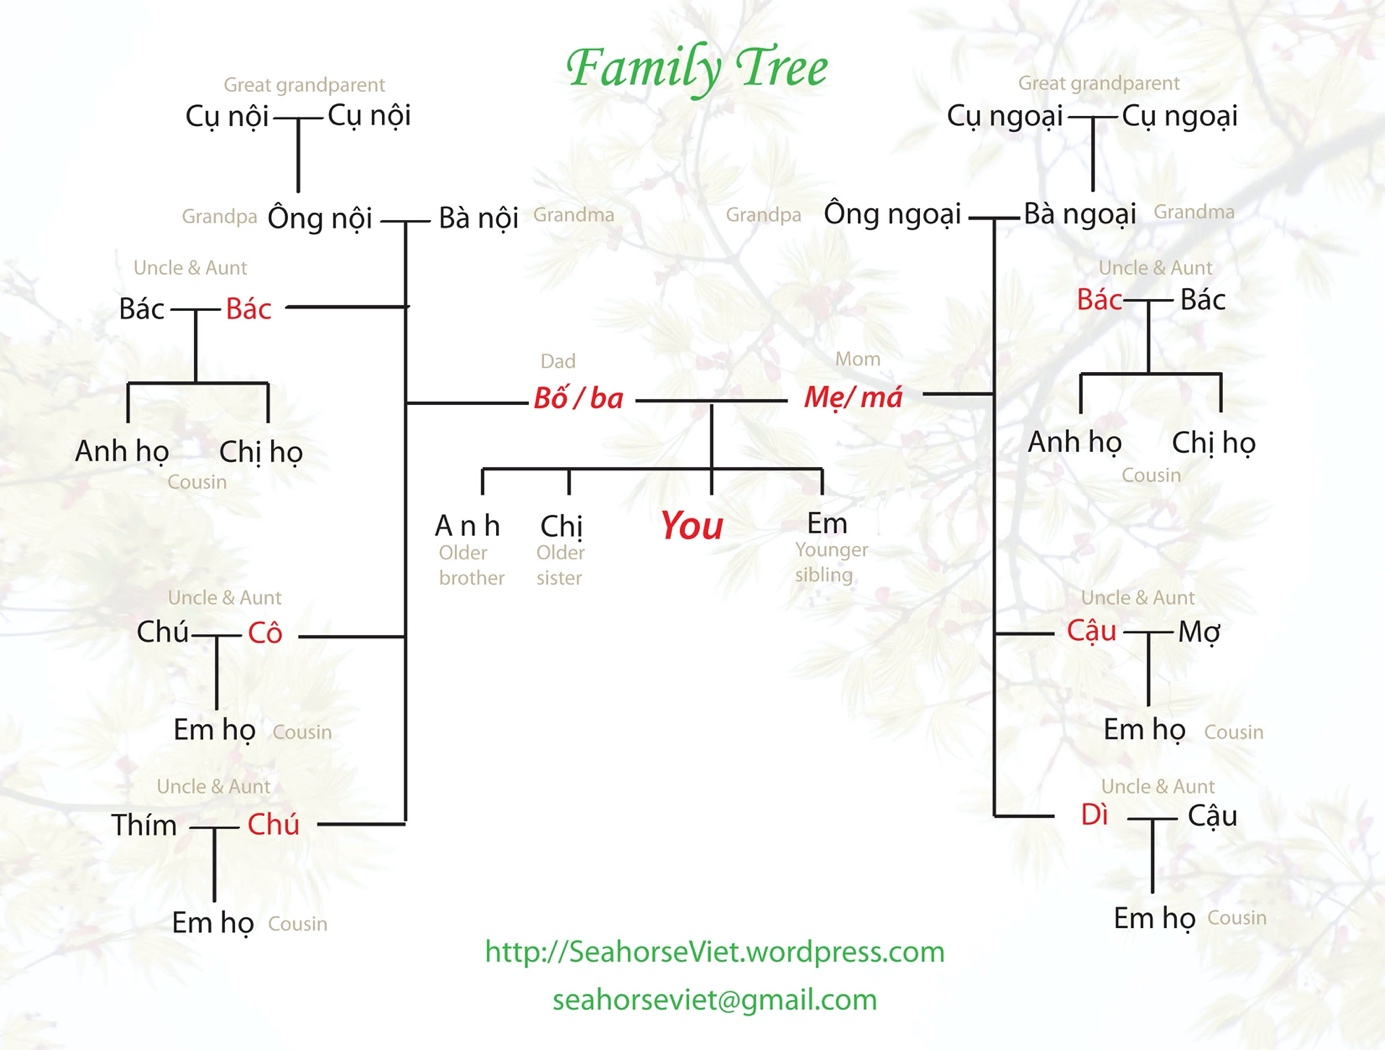 Family Tree
Great grandparent
Cụ nội Cụ nội
Great grandparent
Cụ ngoại Cụ ngoại
Grandpa Ông nội Bà nội Grandma
Grandpa Ông ngoại Bà ngoại Grandma
Uncle & Aunt
Bác Bác
Uncle & Aunt
Bác Bác
Dad
Bố / ba
Mom
Mẹ/ má
Anh họ Chị họ
Cousin
Anh họ Chị họ
Cousin
A n h
Older
brother
Chị
Older
sister
You
Em
Younger
sibling
Uncle & Aunt
Chú Cô
Em họ Cousin
Uncle & Aunt
Cậu Mợ
Em họ Cousin
Uncle & Aunt
Thím Chú
Em họ Cousin
Uncle & Aunt
Dì Cậu
Em họ Cousin
http://SeahorseViet.wordpress.com
seahorseviet@gmail.com